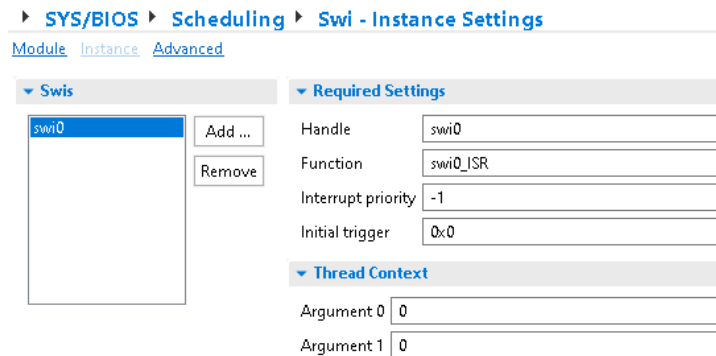 SYS/BIOS Scheduling Swi - Instance Settings
Module Instance Advanced
Swis
swi0
Add ...
Remove
Required Settings
Handle swi0
Function swi0_ISR
Interrupt priority -1
Initial trigger 0x0
Thread Context
Argument 0 0
Argument 1 0